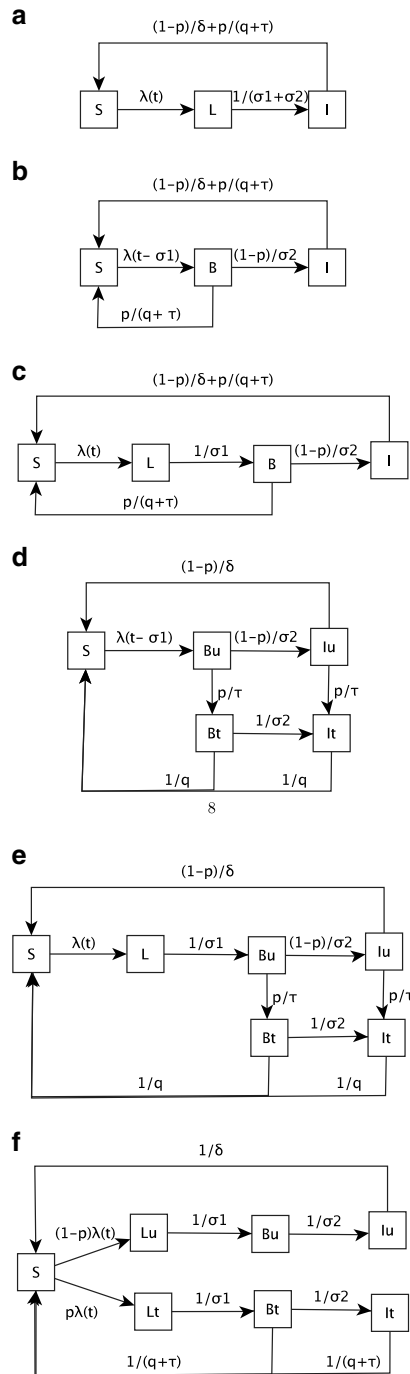 a
(1-p)/δ+p/(q+τ)
S λ(t) L 1/(σ1+σ2) I
b
(1-p)/δ+p/(q+τ)
S λ(t- σ1) B (1-p)/σ2 I
p/(q+ τ)
c
(1-p)/δ+p/(q+τ)
S λ(t) L 1/σ1 B (1-p)/σ2 I
p/(q+τ)
d
(1-p)/δ
S λ(t- σ1) Bu (1-p)/σ2 Iu
p/τ p/τ
Bt 1/σ2 It
1/q 1/q
8
e
(1-p)/δ
S λ(t) L 1/σ1 Bu (1-p)/σ2 Iu
p/τ p/τ
Bt 1/σ2 It
1/q 1/q
f
1/δ
(1-p)λ(t) Lu 1/σ1 Bu 1/σ2 Iu
S
pλ(t) Lt 1/σ1 Bt 1/σ2 It
1/(q+τ) 1/(q+τ)